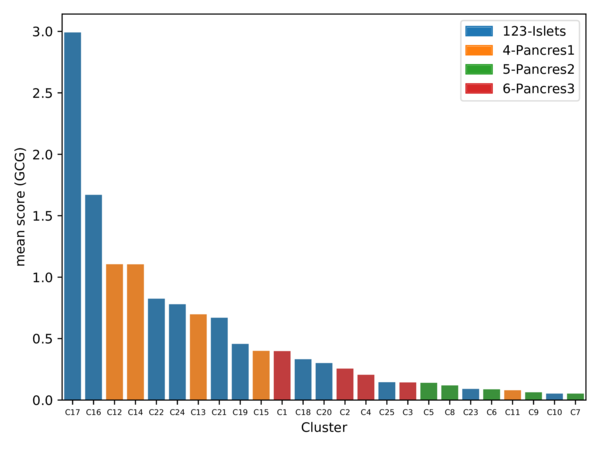 3.0
2.5
2.0
1.5
1.0
0.5
0.0
mean score (GCG)
123-Islets
4-Pancres1
5-Pancres2
6-Pancres3
C17 C16 C12 C14 C22 C24 C13 C21 C19 C15 C1 C18 C20 C2 C4 C25 C3 C5 C8 C23 C6 C11 C9 C10 C7
Cluster